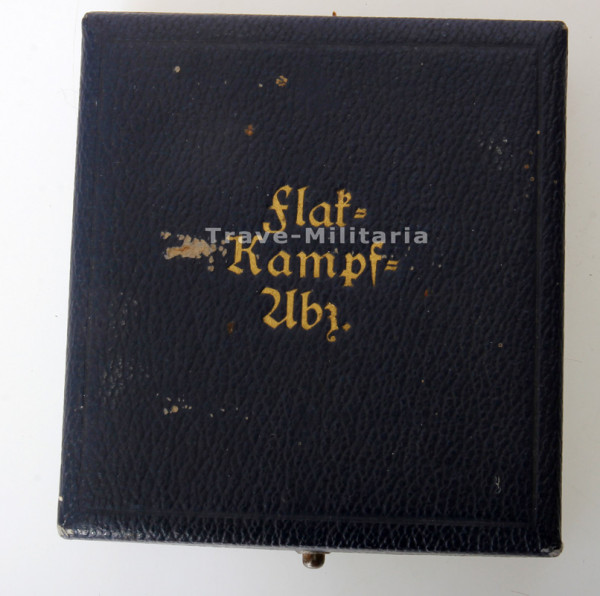 Flak-
Trave-Militaria
Kampf-
Abz.